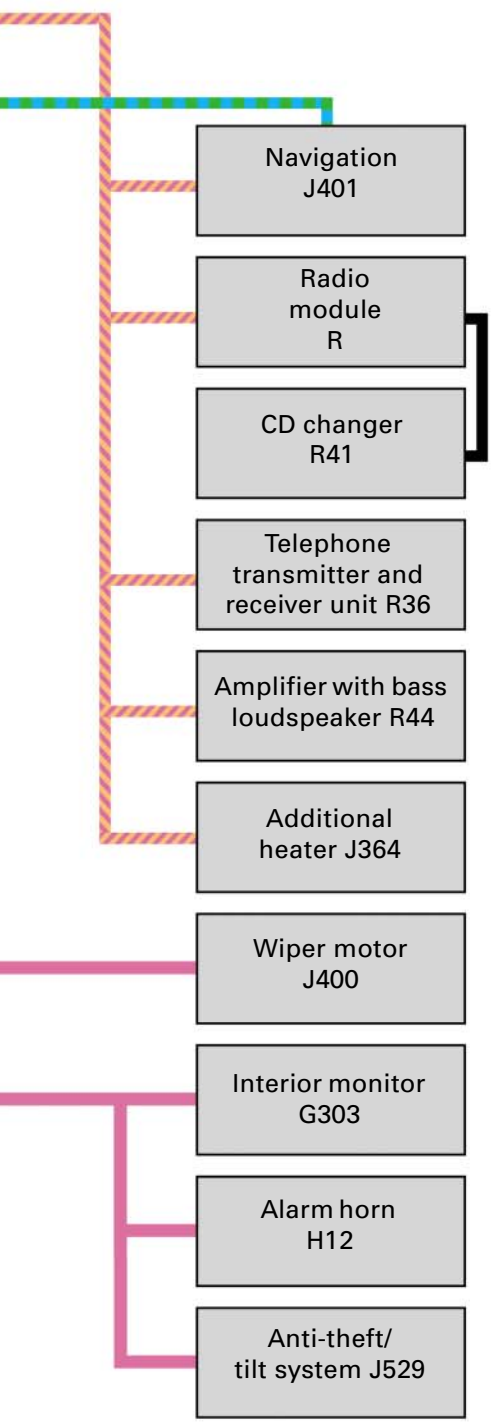 Navigation
J401
Radio
module
R
CD changer
R41
Telephone
transmitter and
receiver unit R36
Amplifier with bass
loudspeaker R44
Additional
heater J364
Wiper motor
J400
Interior monitor
G303
Alarm horn
H12
Anti-theft/
tilt system J529